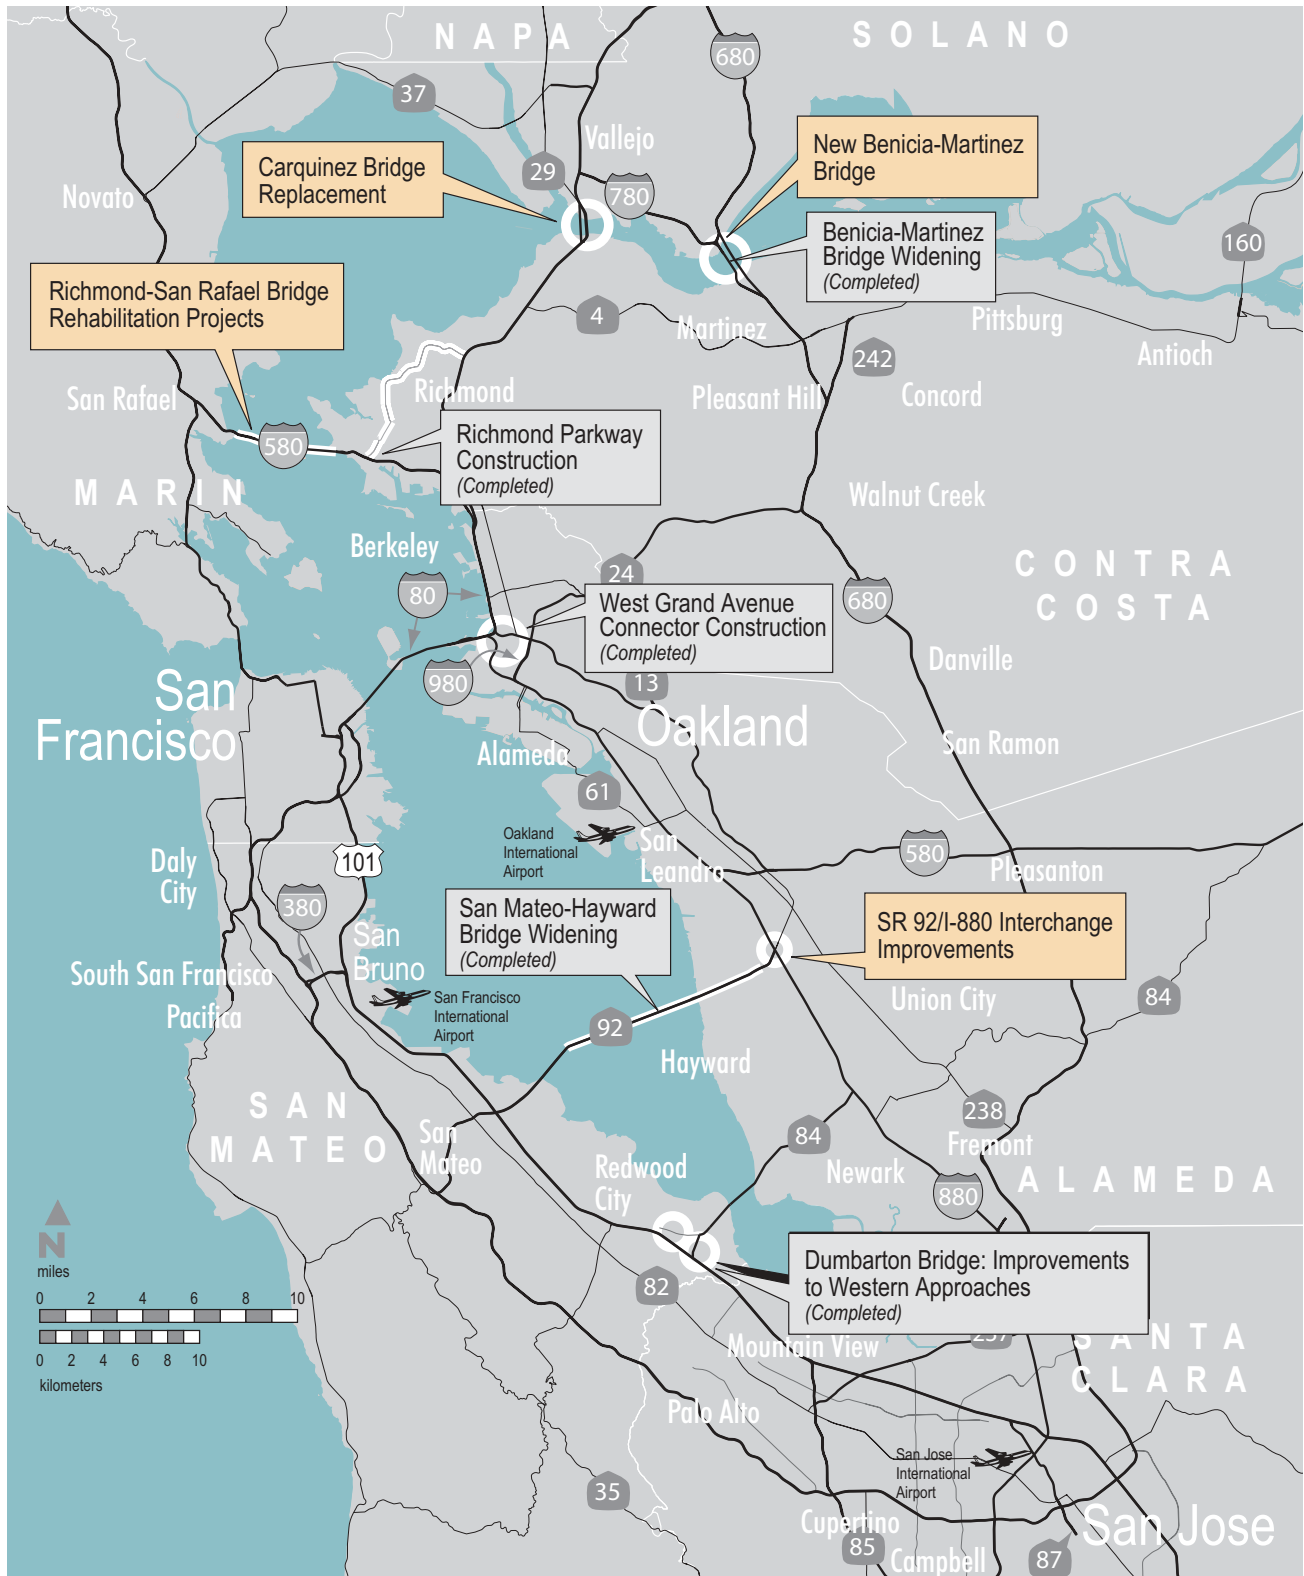 NAPA
SOLANO
680
37
Vallejo
New Benicia-Martinez
Bridge
Carquinez Bridge
Replacement
29
780
Novato
Benicia-Martinez
Bridge Widening
(Completed)
160
Richmond-San Rafael Bridge
Rehabilitation Projects
4
Martinez
Pittsburg
Antioch
242
San Rafael
Richmond
Pleasant Hill
Concord
580
Richmond Parkway
Construction
(Completed)
MARIN
Walnut Creek
Berkeley
24
CONTRA
COSTA
80
680
West Grand Avenue
Connector Construction
(Completed)
Danville
980
13
San
Francisco
Oakland
Alameda
San Ramon
61
Oakland
International
Airport
San
Leandro
101
580
Pleasanton
Daly
City
380
San Mateo-Hayward
Bridge Widening
(Completed)
SR 92/I-880 Interchange
Improvements
San
Bruno
South San Francisco
Pacifica
San Francisco
International
Airport
Union City
84
92
Hayward
SAN
MATEO
238
San
Mateo
84
Fremont
Redwood
City
Newark
880
ALAMEDA
N
miles
0 2 4 6 8 10
0 2 4 6 8 10
kilometers
Dumbarton Bridge: Improvements
to Western Approaches
(Completed)
82
237
Mountain View
SANTA
CLARA
Palo Alto
San Jose
International
Airport
35
Cupertino
San Jose
85
Campbell
87